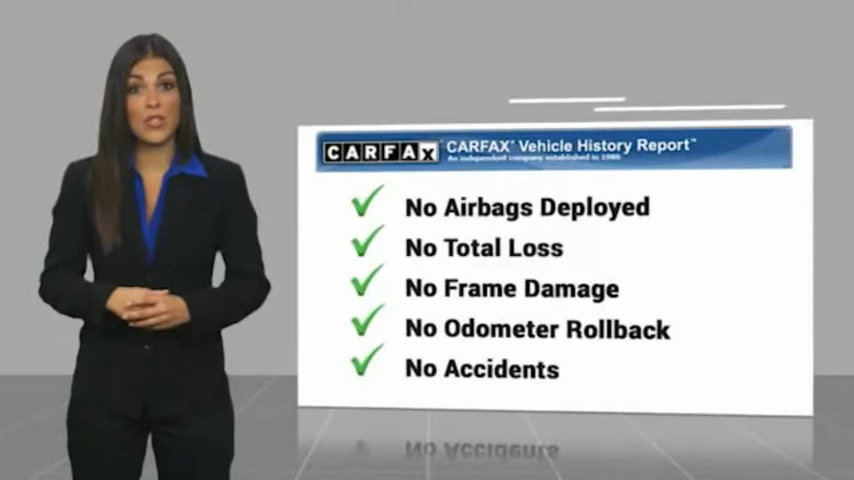 CARFAX CARFAX Vehicle History Report™
An independent company established in 1986
No Airbags Deployed
No Total Loss
No Frame Damage
No Odometer Rollback
No Accidents